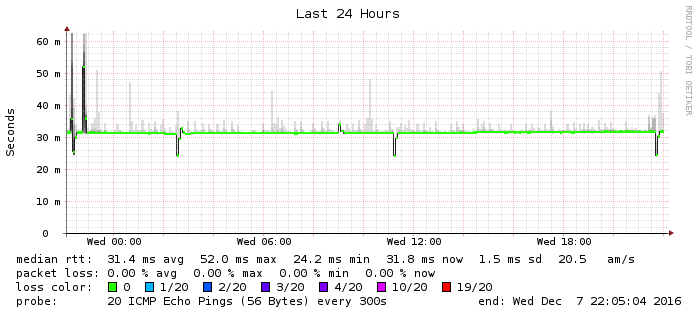 Last 24 Hours
RRDTOOL / TOBI OETIKER
Seconds
60 m
50 m
40 m
30 m
20 m
10 m
0
Wed 00:00 Wed 06:00 Wed 12:00 Wed 18:00
median rtt: 31.4 ms avg 52.0 ms max 24.2 ms min 31.8 ms now 1.5 ms sd 20.5 am/s
packet loss: 0.00 % avg 0.00 % max 0.00 % min 0.00 % now
loss color: 0 1/20 2/20 3/20 4/20 10/20 19/20
probe: 20 ICMP Echo Pings (56 Bytes) every 300s end: Wed Dec 7 22:05:04 2016